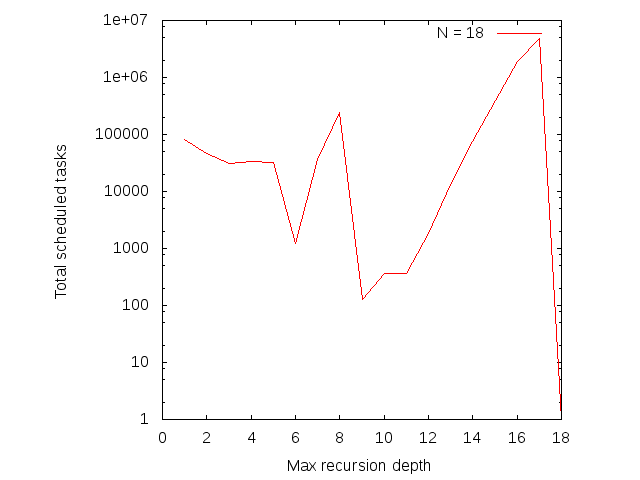 1e+07
N = 18
1e+06
100000
10000
1000
100
10
1
0 2 4 6 8 10 12 14 16 18
Total scheduled tasks
Max recursion depth